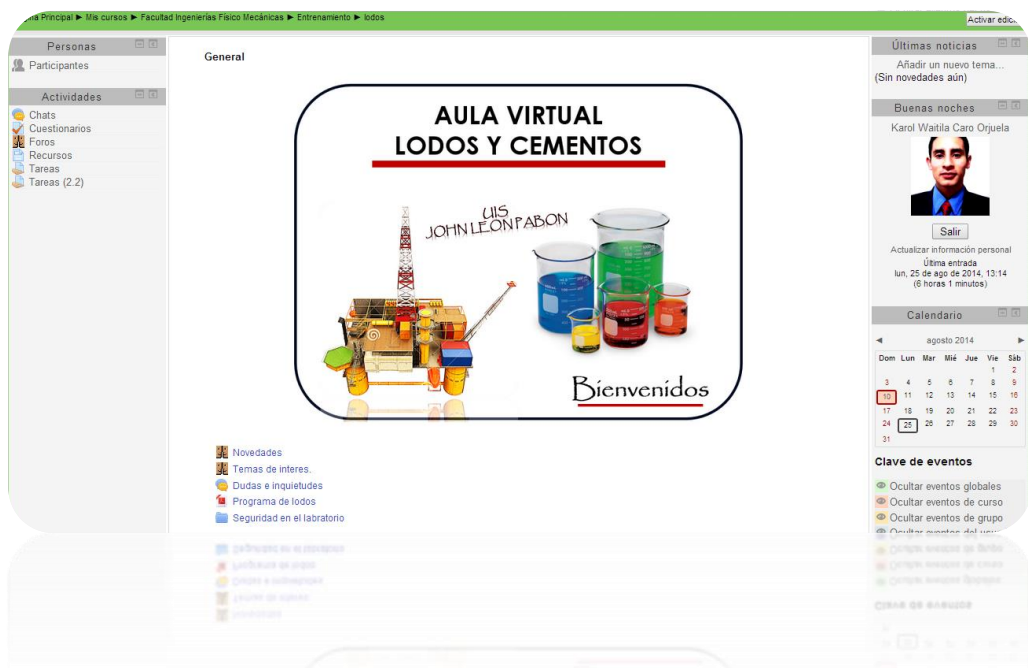 na Principal ► Mis cursos ► Facultad Ingenierías Físico Mecánicas ► Entrenamiento ► lodos
Activar edic
Personas
Participantes
Actividades
Chats
Cuestionarios
Foros
Recursos
Tareas
Tareas (2.2)
General
AULA VIRTUAL
LODOS Y CEMENTOS
UIS
JOHN LEON PABON
Bienvenidos
Novedades
Temas de interes.
Dudas e inquietudes
Programa de lodos
Seguridad en el labratorio
Últimas noticias
Añadir un nuevo tema...
(Sin novedades aún)
Buenas noches
Karol Waitila Caro Orjuela
Salir
Actualizar información personal
Última entrada
lun, 25 de ago de 2014, 13:14
(6 horas 1 minutos)
Calendario
◄ agosto 2014 ►
Dom Lun Mar Mié Jue Vie Sáb
1 2
3 4 5 6 7 8 9
10 11 12 13 14 15 16
17 18 19 20 21 22 23
24 25 26 27 28 29 30
31
Clave de eventos
Ocultar eventos globales
Ocultar eventos de curso
Ocultar eventos de grupo
Ocultar eventos del